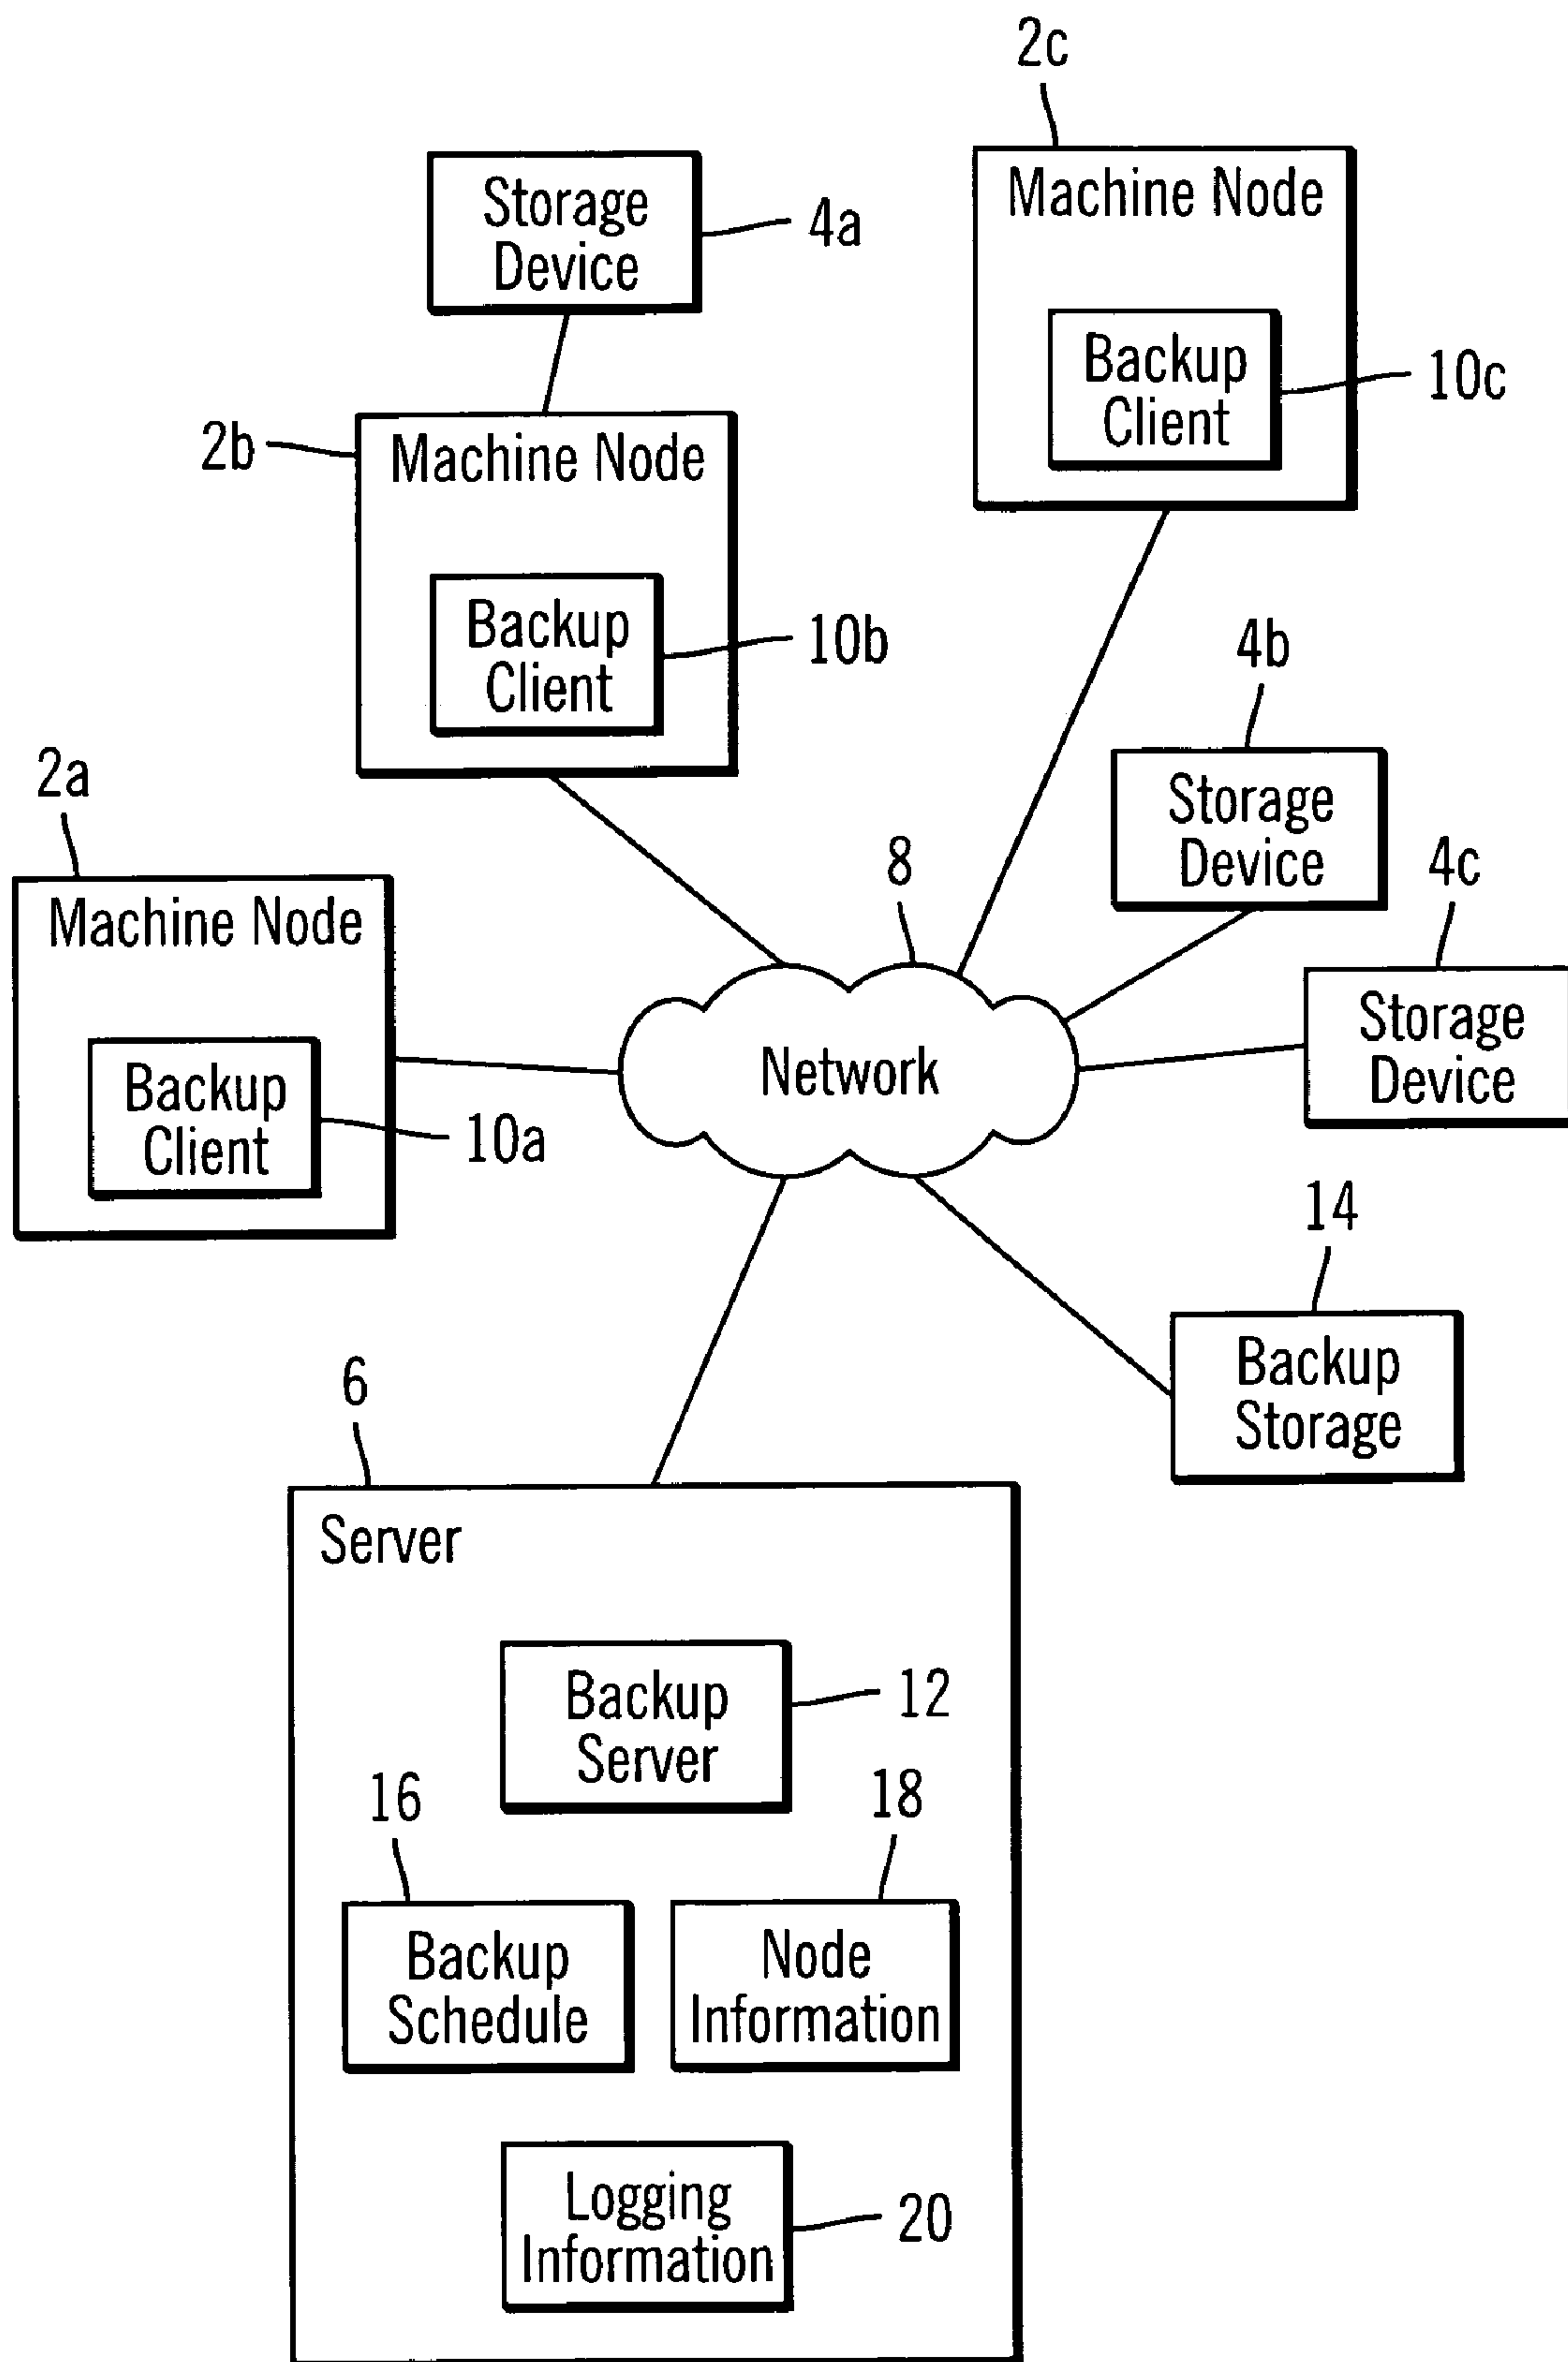 2c
Storage
Device
4a
Machine Node
Backup
Client
10c
2b
Machine Node
Backup
Client
10b
4b
Storage
Device
2a
Machine Node
Backup
Client
10a
8
Network
4c
Storage
Device
14
Backup
Storage
6
Server
Backup
Server
12
16
Backup
Schedule
18
Node
Information
Logging
Information
20